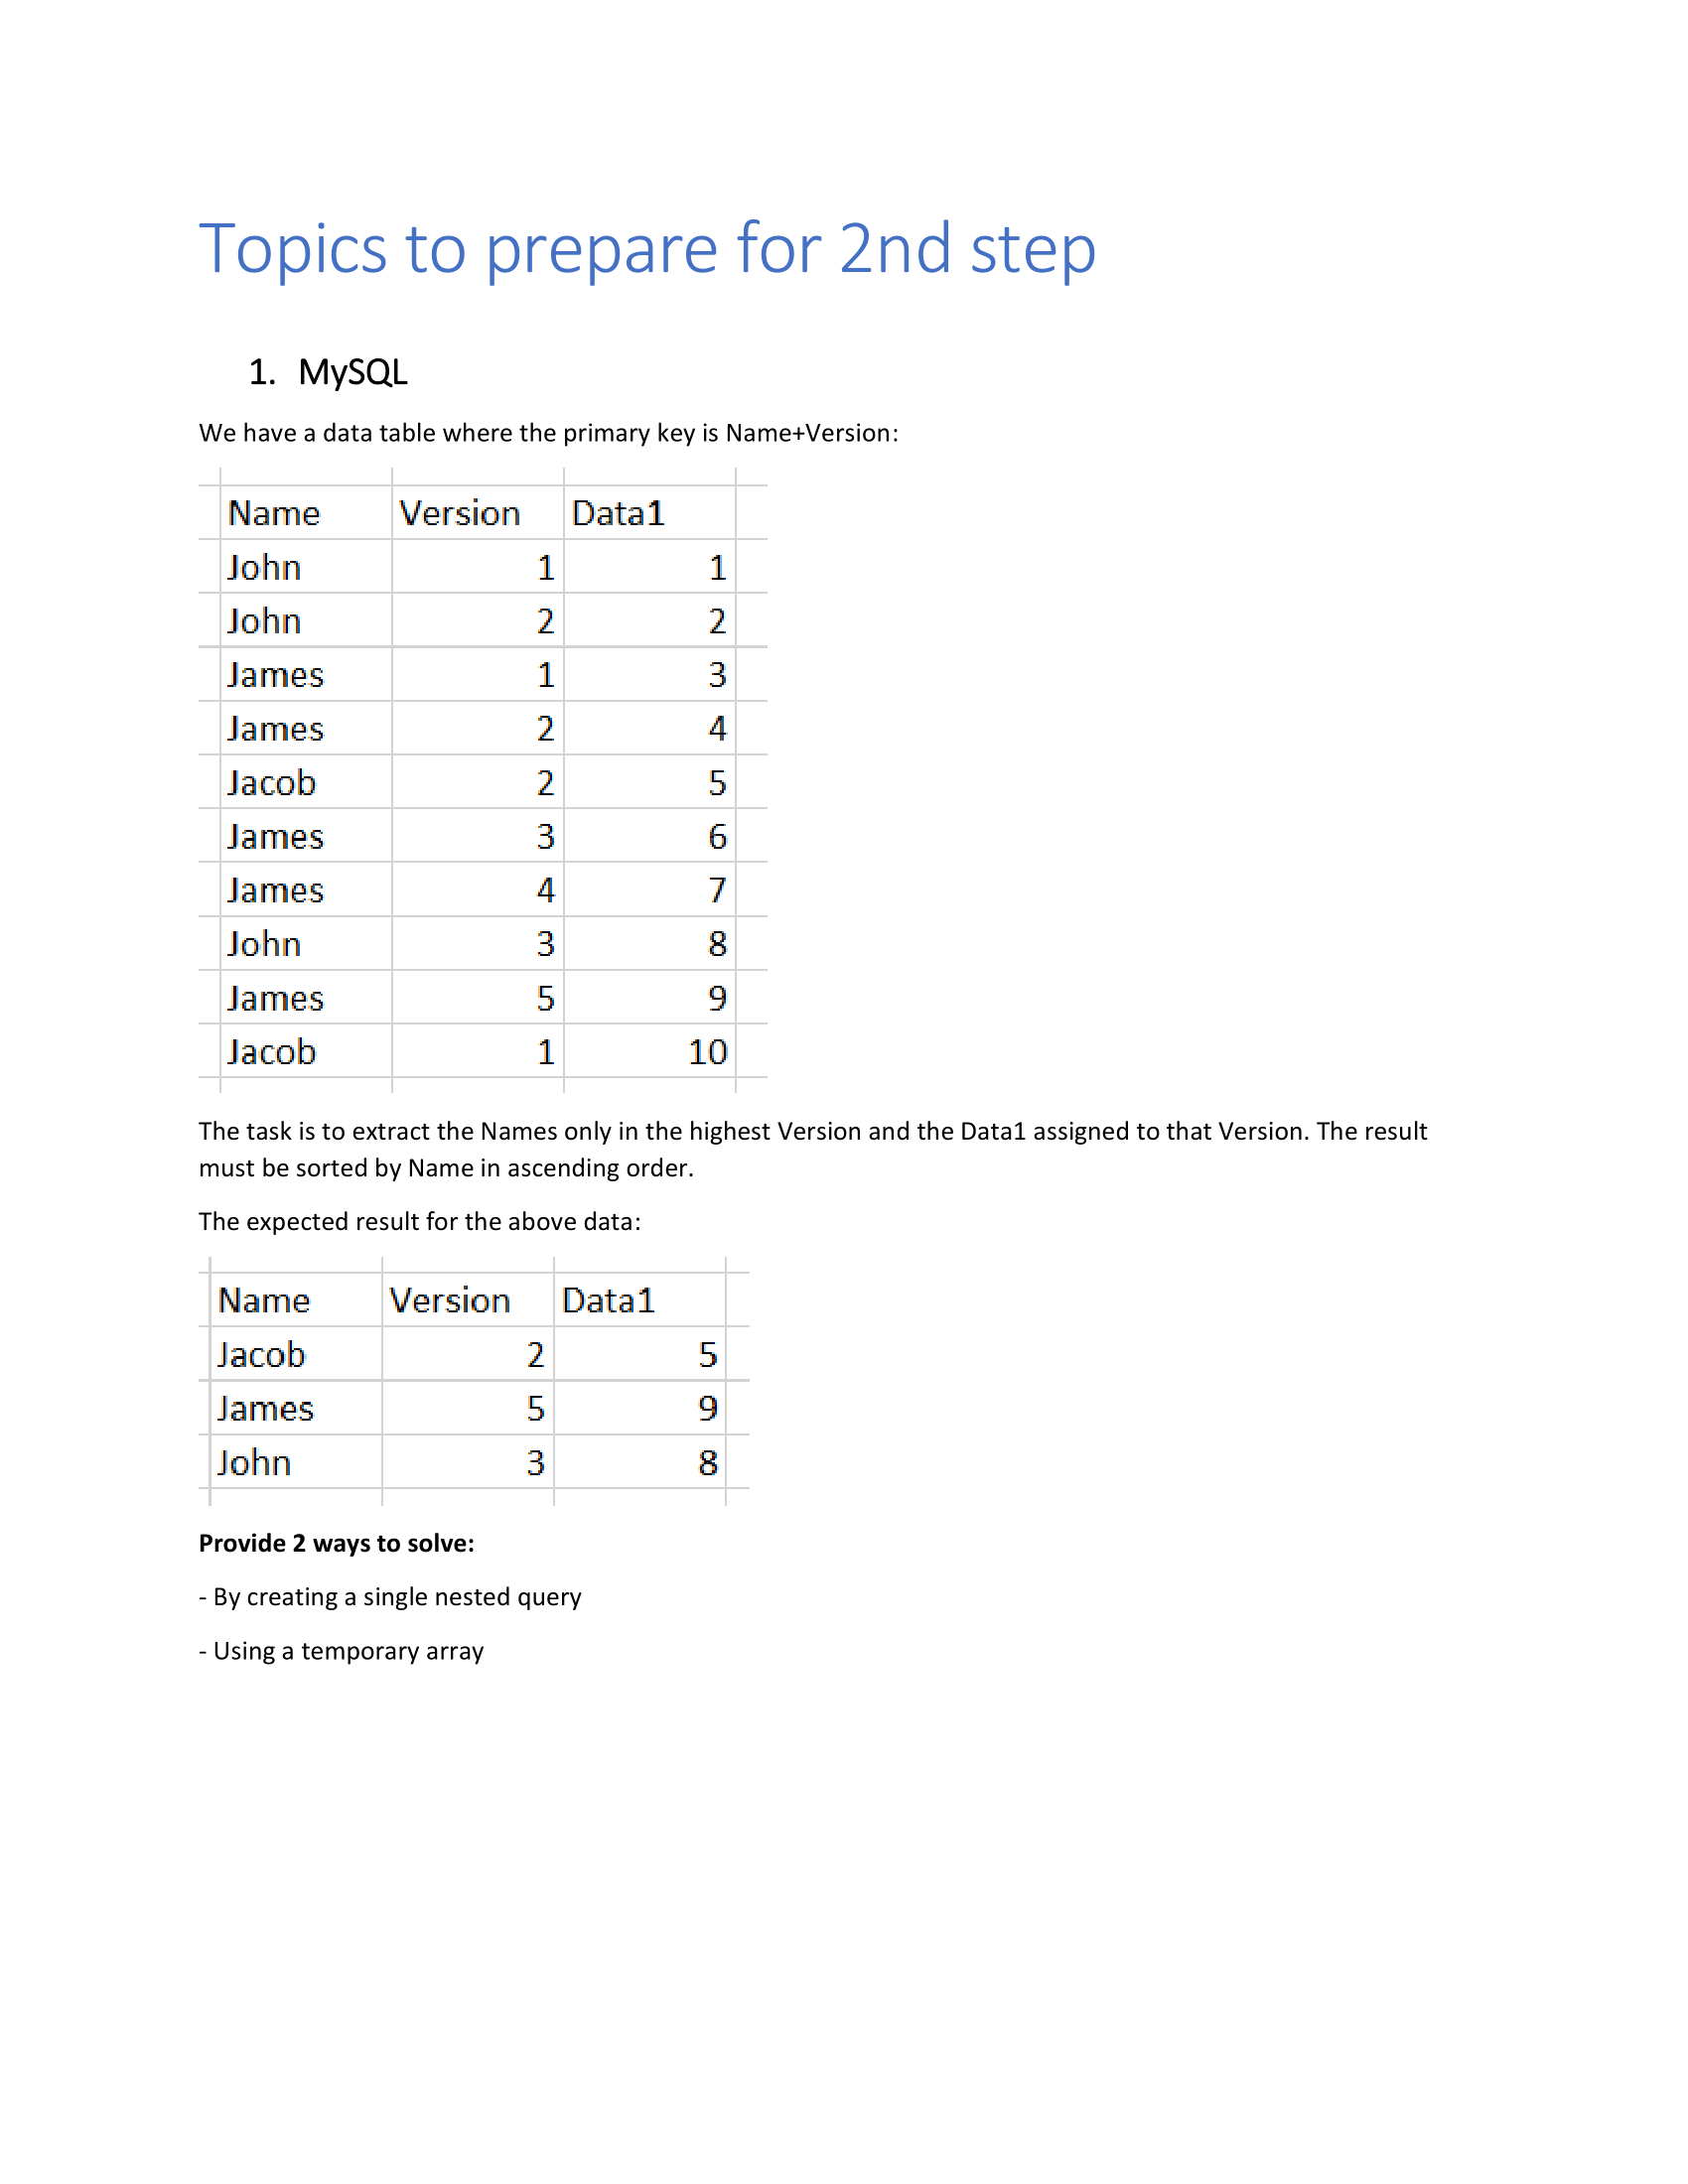 Topics to prepare for 2nd step
1. MySQL
We have a data table where the primary key is Name+Version:
Name Version Data1
John 1 1
John 2 2
James 1 3
James 2 4
Jacob 2 5
James 3 6
James 4 7
John 3 8
James 5 9
Jacob 1 10
The task is to extract the Names only in the highest Version and the Data1 assigned to that Version. The result
must be sorted by Name in ascending order.
The expected result for the above data:
Name Version Data1
Jacob 2 5
James 5 9
John 3 8
Provide 2 ways to solve:
- By creating a single nested query
- Using a temporary array